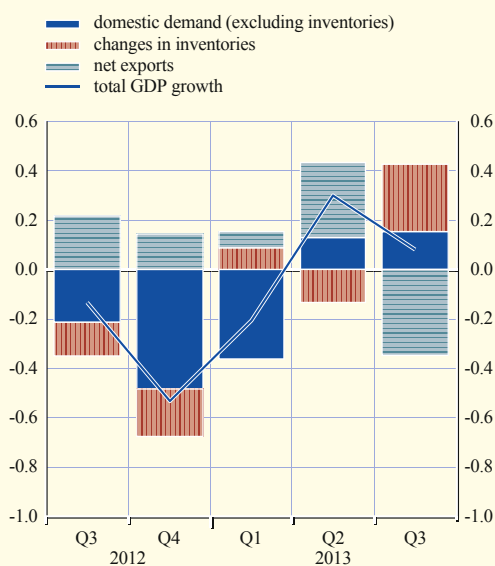 domestic demand (excluding inventories)
changes in inventories
net exports
total GDP growth
0.6 0.6
0.4 0.4
0.2 0.2
0.0 0.0
-0.2 -0.2
-0.4 -0.4
-0.6 -0.6
-0.8 -0.8
-1.0 -1.0
Q3 Q4 Q1 Q2 Q3
2012 2013